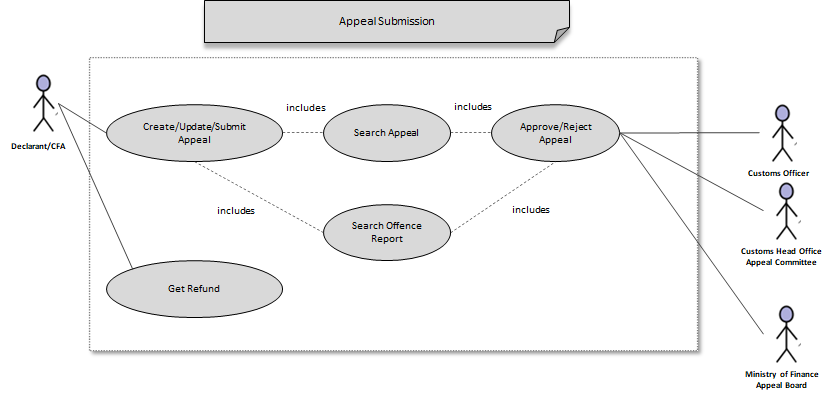 Appeal Submission
includes
includes
Create/Update/Submit
Appeal
Search Appeal
Approve/Reject
Appeal
Declarant/CFA
Customs Officer
includes
includes
Search Offence
Report
Customs Head Office
Appeal Committee
Get Refund
Ministry of Finance
Appeal Board